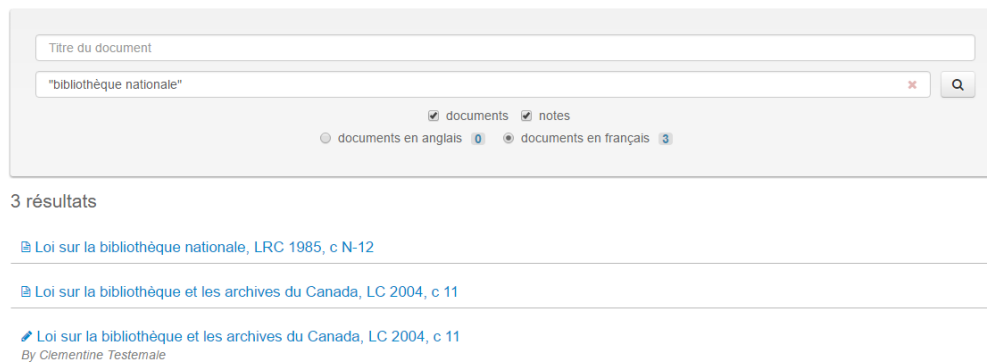 Titre du document
"bibliothèque nationale"
documents notes
documents en anglais 0 documents en français 3
3 résultats
Loi sur la bibliothèque nationale, LRC 1985, c N-12
Loi sur la bibliothèque et les archives du Canada, LC 2004, c 11
Loi sur la bibliothèque et les archives du Canada, LC 2004, c 11
By Clementine Testemale